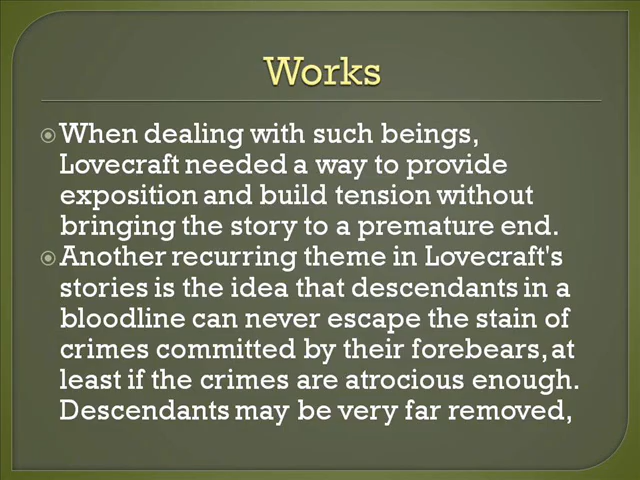 Works
When dealing with such beings,
Lovecraft needed a way to provide
exposition and build tension without
bringing the story to a premature end.
Another recurring theme in Lovecraft's
stories is the idea that descendants in a
bloodline can never escape the stain of
crimes committed by their forebears, at
least if the crimes are atrocious enough.
Descendants may be very far removed,